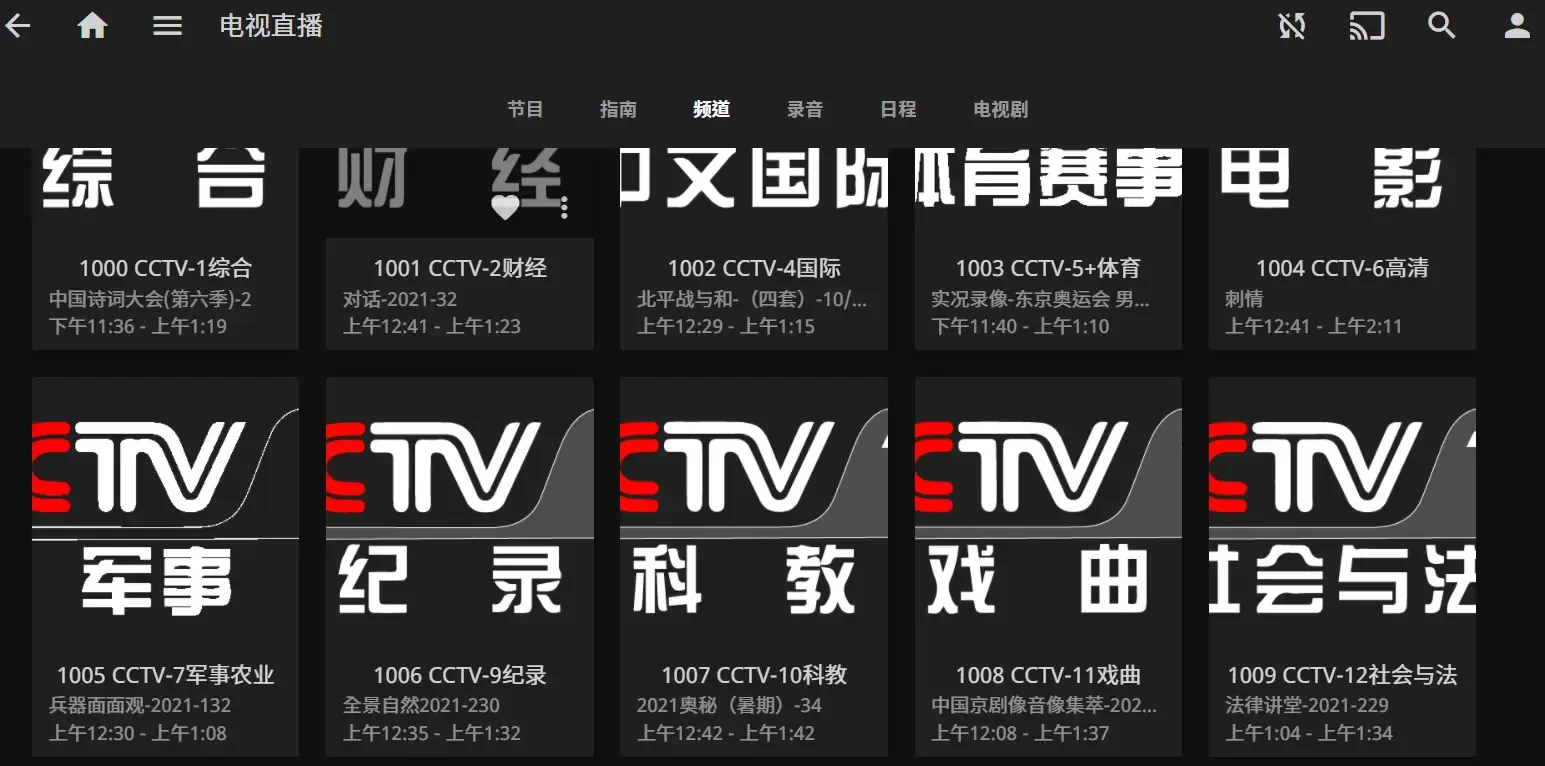 电视直播
节目 指南 频道 录音 日程 电视剧
综合
财经
中文国际
体育赛事
电影
1000 CCTV-1综合
中国诗词大会(第六季)-2
下午11:36 - 上午1:19
1001 CCTV-2财经
对话-2021-32
上午12:41 - 上午1:23
1002 CCTV-4国际
北平战与和-（四套）-10/...
上午12:29 - 上午1:15
1003 CCTV-5+体育
实况录像-东京奥运会 男...
下午11:40 - 上午1:10
1004 CCTV-6高清
刺情
上午12:41 - 上午2:11
CCTV
军事
1005 CCTV-7军事农业
兵器面面观-2021-132
上午12:30 - 上午1:08
CCTV
纪录
1006 CCTV-9纪录
全景自然2021-230
上午12:35 - 上午1:32
CCTV
科教
1007 CCTV-10科教
2021奥秘（暑期）-34
上午12:42 - 上午1:42
CCTV
戏曲
1008 CCTV-11戏曲
中国京剧像音像集萃-202...
上午12:08 - 上午1:37
CCTV
社会与法
1009 CCTV-12社会与法
法律讲堂-2021-229
上午1:04 - 上午1:34